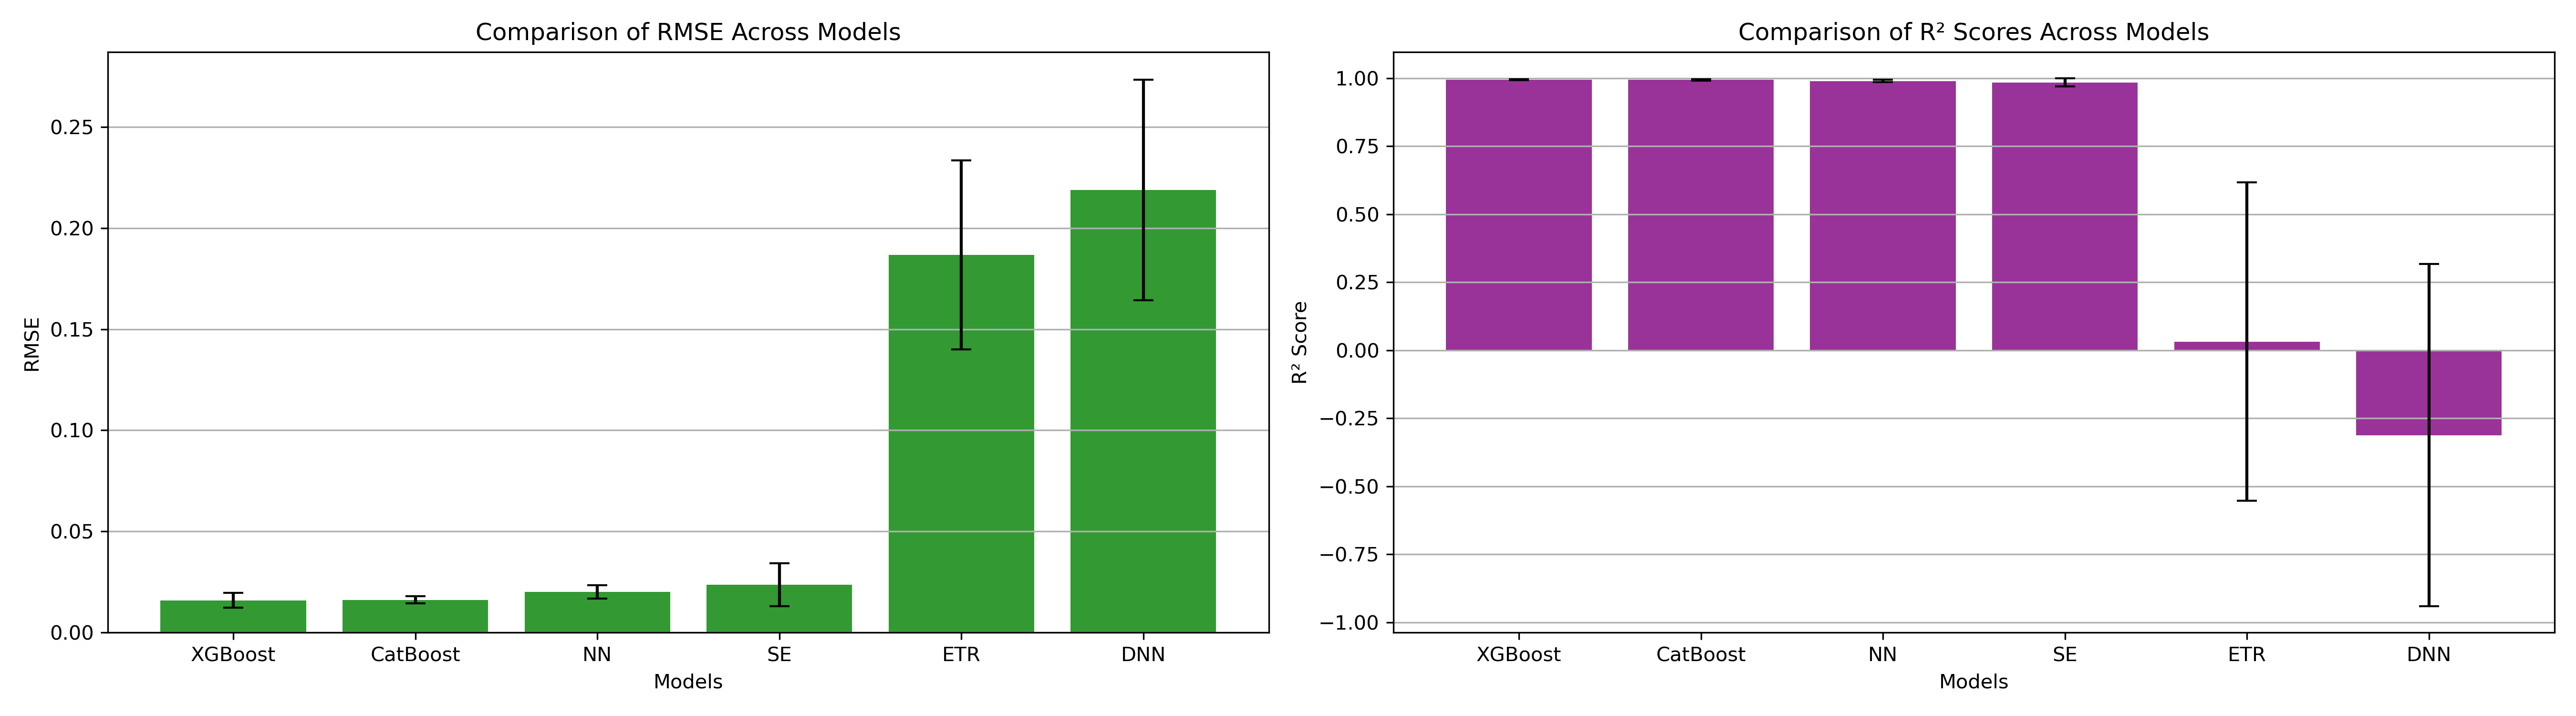 Comparison of RMSE Across Models
RMSE
0.25
0.20
0.15
0.10
0.05
0.00
XGBoost CatBoost NN SE ETR DNN
Models
Comparison of R² Scores Across Models
R² Score
1.00
0.75
0.50
0.25
0.00
−0.25
−0.50
−0.75
−1.00
XGBoost CatBoost NN SE ETR DNN
Models